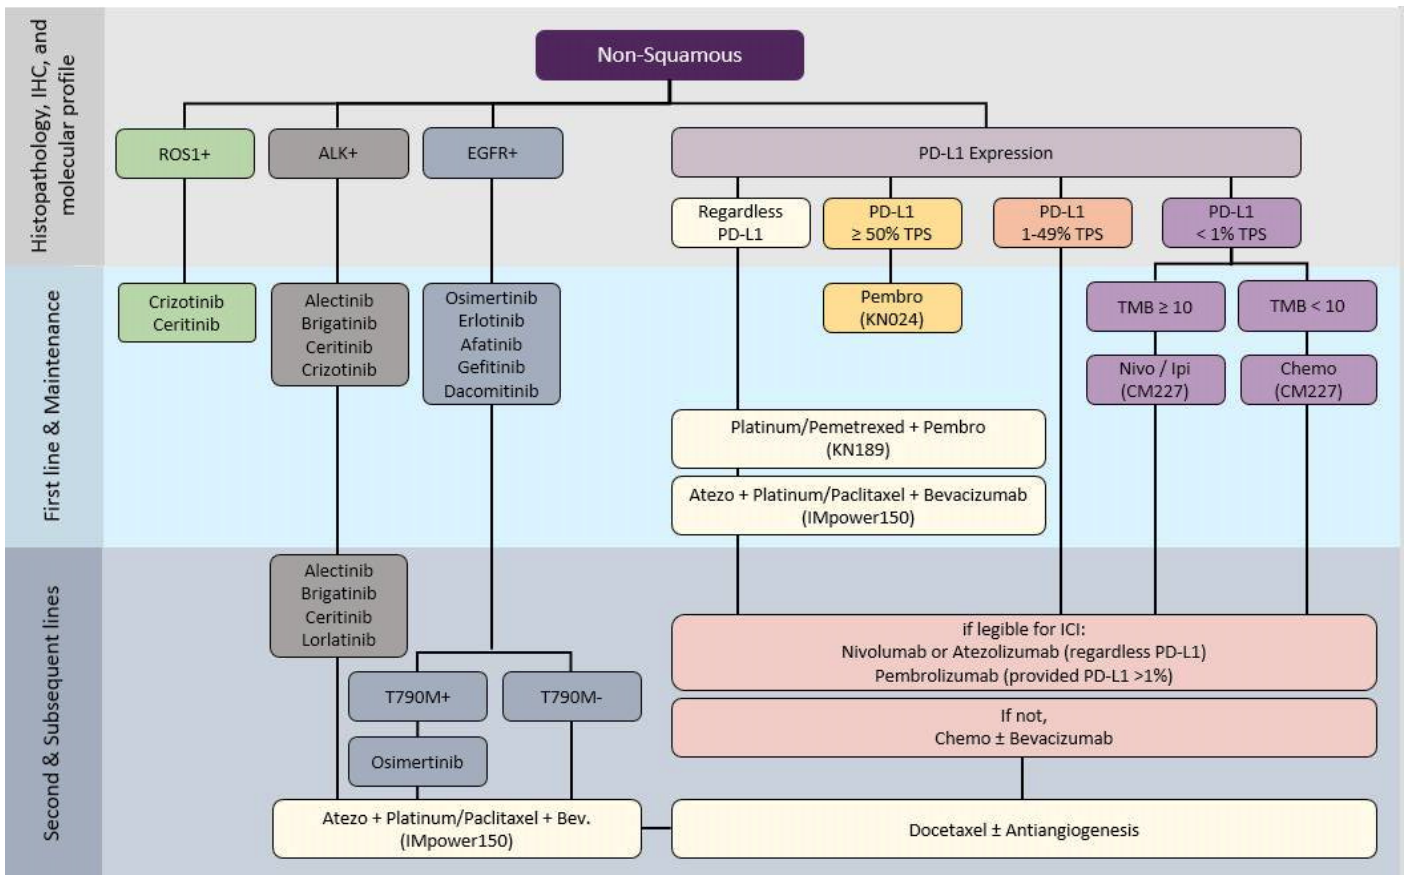 Histopathology, IHC, and
molecular profile
Non-Squamous
ROS1+
ALK+
EGFR+
PD-L1 Expression
Regardless
PD-L1
PD-L1
≥ 50% TPS
PD-L1
1-49% TPS
PD-L1
< 1% TPS
First line & Maintenance
Crizotinib
Ceritinib
Alectinib
Brigatinib
Ceritinib
Crizotinib
Osimertinib
Erlotinib
Afatinib
Gefitinib
Dacomitinib
Pembro
(KN024)
TMB ≥ 10
TMB < 10
Nivo / Ipi
(CM227)
Chemo
(CM227)
Platinum/Pemetrexed + Pembro
(KN189)
Atezo + Platinum/Paclitaxel + Bevacizumab
(IMpower150)
Second & Subsequent lines
Alectinib
Brigatinib
Ceritinib
Lorlatinib
T790M+
T790M-
Osimertinib
if legible for ICI:
Nivolumab or Atezolizumab (regardless PD-L1)
Pembrolizumab (provided PD-L1 >1%)
If not,
Chemo ± Bevacizumab
Atezo + Platinum/Paclitaxel + Bev.
(IMpower150)
Docetaxel ± Antiangiogenesis